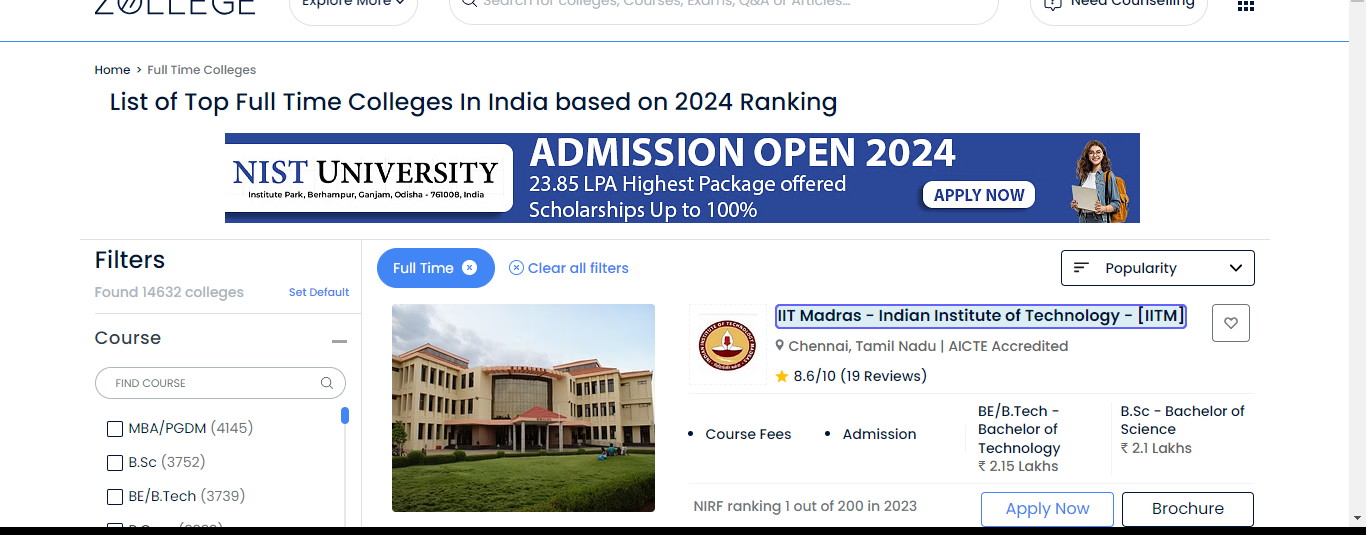 ZOLLEGE
Explore More
Search for colleges, Courses, Exams, Q&A or Articles...
Need Counselling
Home > Full Time Colleges
List of Top Full Time Colleges In India based on 2024 Ranking
NIST UNIVERSITY
Institute Park, Berhampur, Ganjam, Odisha - 761008, India
ADMISSION OPEN 2024
23.85 LPA Highest Package offered
Scholarships Up to 100%
APPLY NOW
Filters
Found 14632 colleges
Set Default
Course
FIND COURSE
MBA/PGDM (4145)
B.Sc (3752)
BE/B.Tech (3739)
Full Time
Clear all filters
Popularity
IIT Madras - Indian Institute of Technology - [IITM]
Chennai, Tamil Nadu | AICTE Accredited
8.6/10 (19 Reviews)
• Course Fees
• Admission
BE/B.Tech -
Bachelor of
Technology
₹ 2.15 Lakhs
B.Sc - Bachelor of
Science
₹ 2.1 Lakhs
NIRF ranking 1 out of 200 in 2023
Apply Now
Brochure